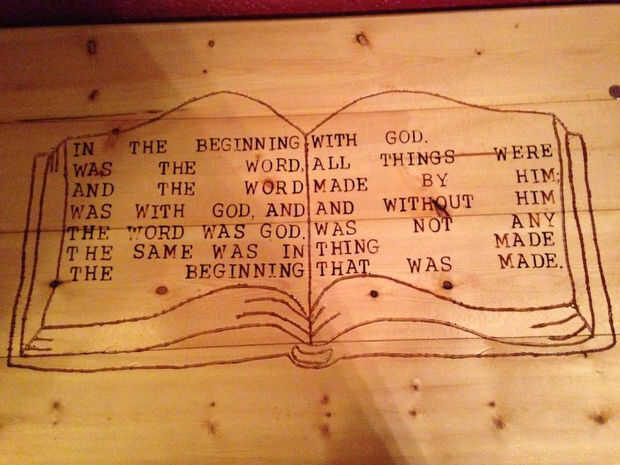 IN THE BEGINNING
WAS THE WORD,
AND THE WORD
WAS WITH GOD, AND
THE WORD WAS GOD.
THE SAME WAS IN
THE BEGINNING
WITH GOD.
ALL THINGS WERE
MADE BY HIM;
AND WITHOUT HIM
WAS NOT ANY
THING MADE
THAT WAS MADE.